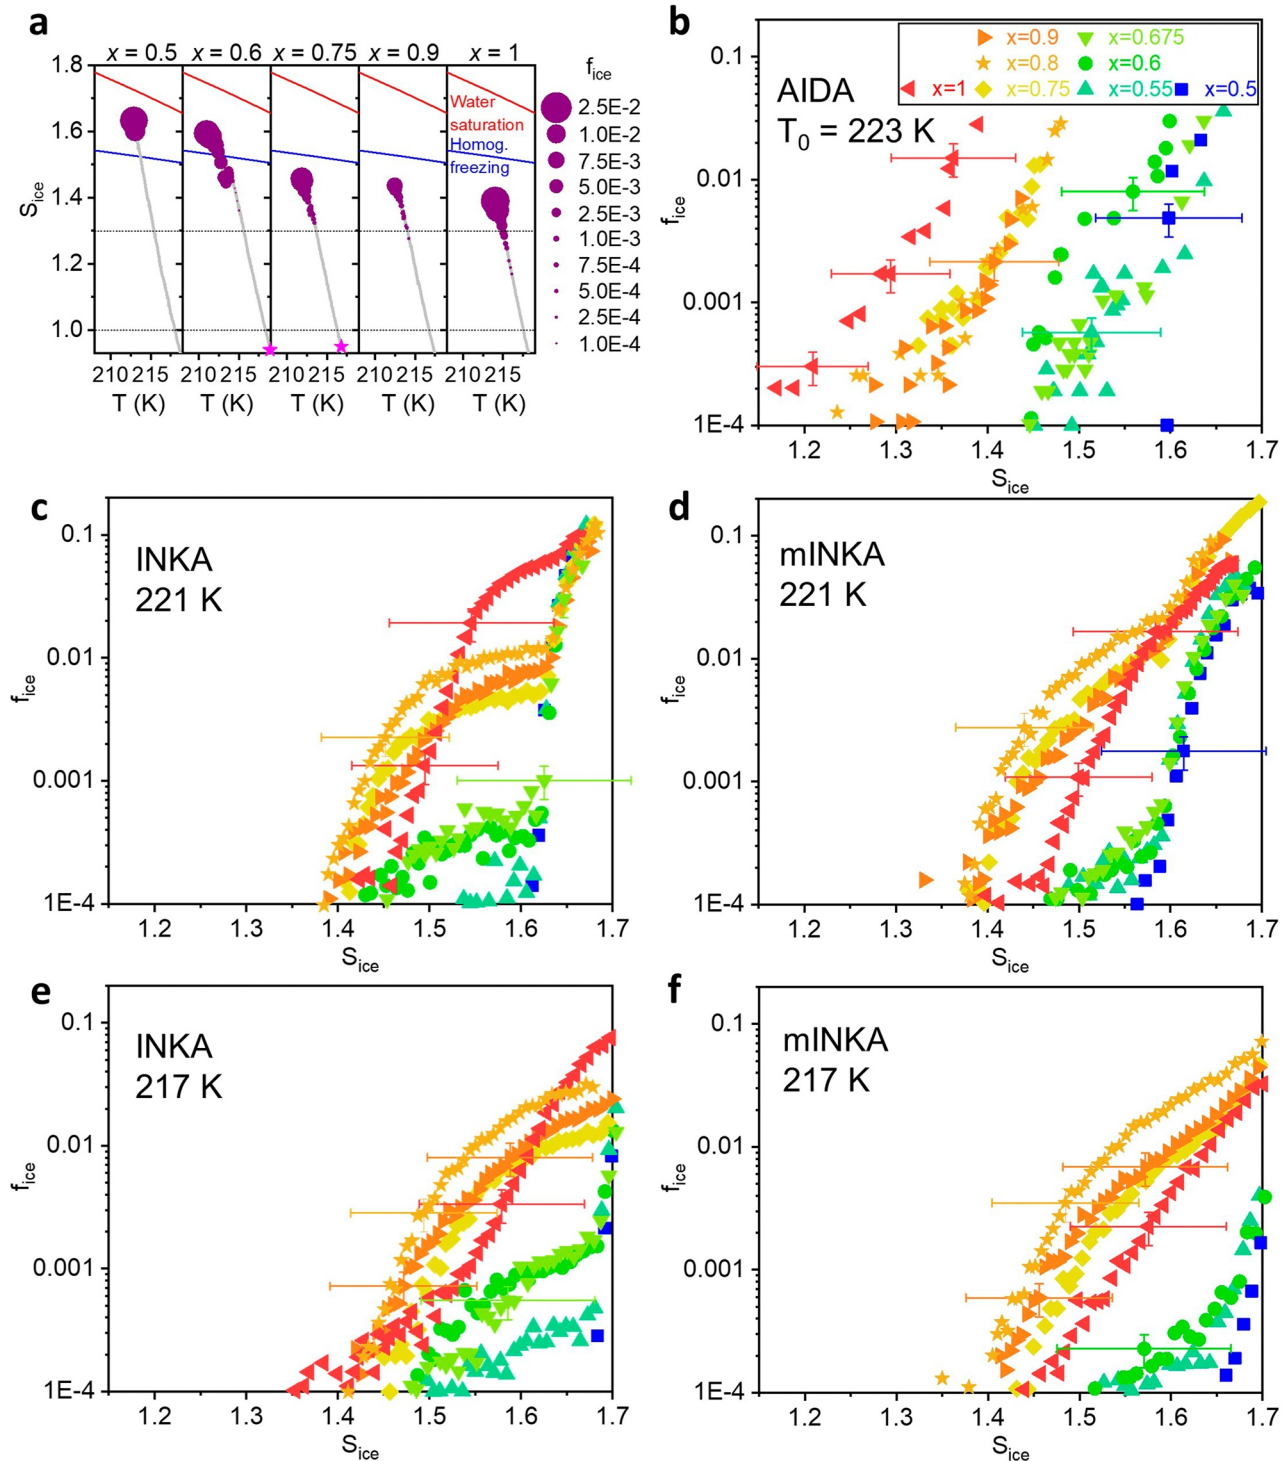 a
x = 0.5 x = 0.6 x = 0.75 x = 0.9 x = 1
f_ice
1.8
1.6
1.4
1.2
1.0
S_ice
Water
saturation
Homog.
freezing
2.5E-2
1.0E-2
7.5E-3
5.0E-3
2.5E-3
1.0E-3
7.5E-4
5.0E-4
2.5E-4
1.0E-4
210 215 210 215 210 215 210 215 210 215
T (K) T (K) T (K) T (K) T (K)
b
x=0.9 x=0.675
x=0.8 x=0.6
x=1 x=0.75 x=0.55 x=0.5
AIDA
T₀ = 223 K
0.1
0.01
0.001
1E-4
f_ice
1.2 1.3 1.4 1.5 1.6 1.7
S_ice
c
INKA
221 K
0.1
0.01
0.001
1E-4
f_ice
1.2 1.3 1.4 1.5 1.6 1.7
S_ice
d
mINKA
221 K
0.1
0.01
0.001
1E-4
f_ice
1.2 1.3 1.4 1.5 1.6 1.7
S_ice
e
INKA
217 K
0.1
0.01
0.001
1E-4
f_ice
1.2 1.3 1.4 1.5 1.6 1.7
S_ice
f
mINKA
217 K
0.1
0.01
0.001
1E-4
f_ice
1.2 1.3 1.4 1.5 1.6 1.7
S_ice